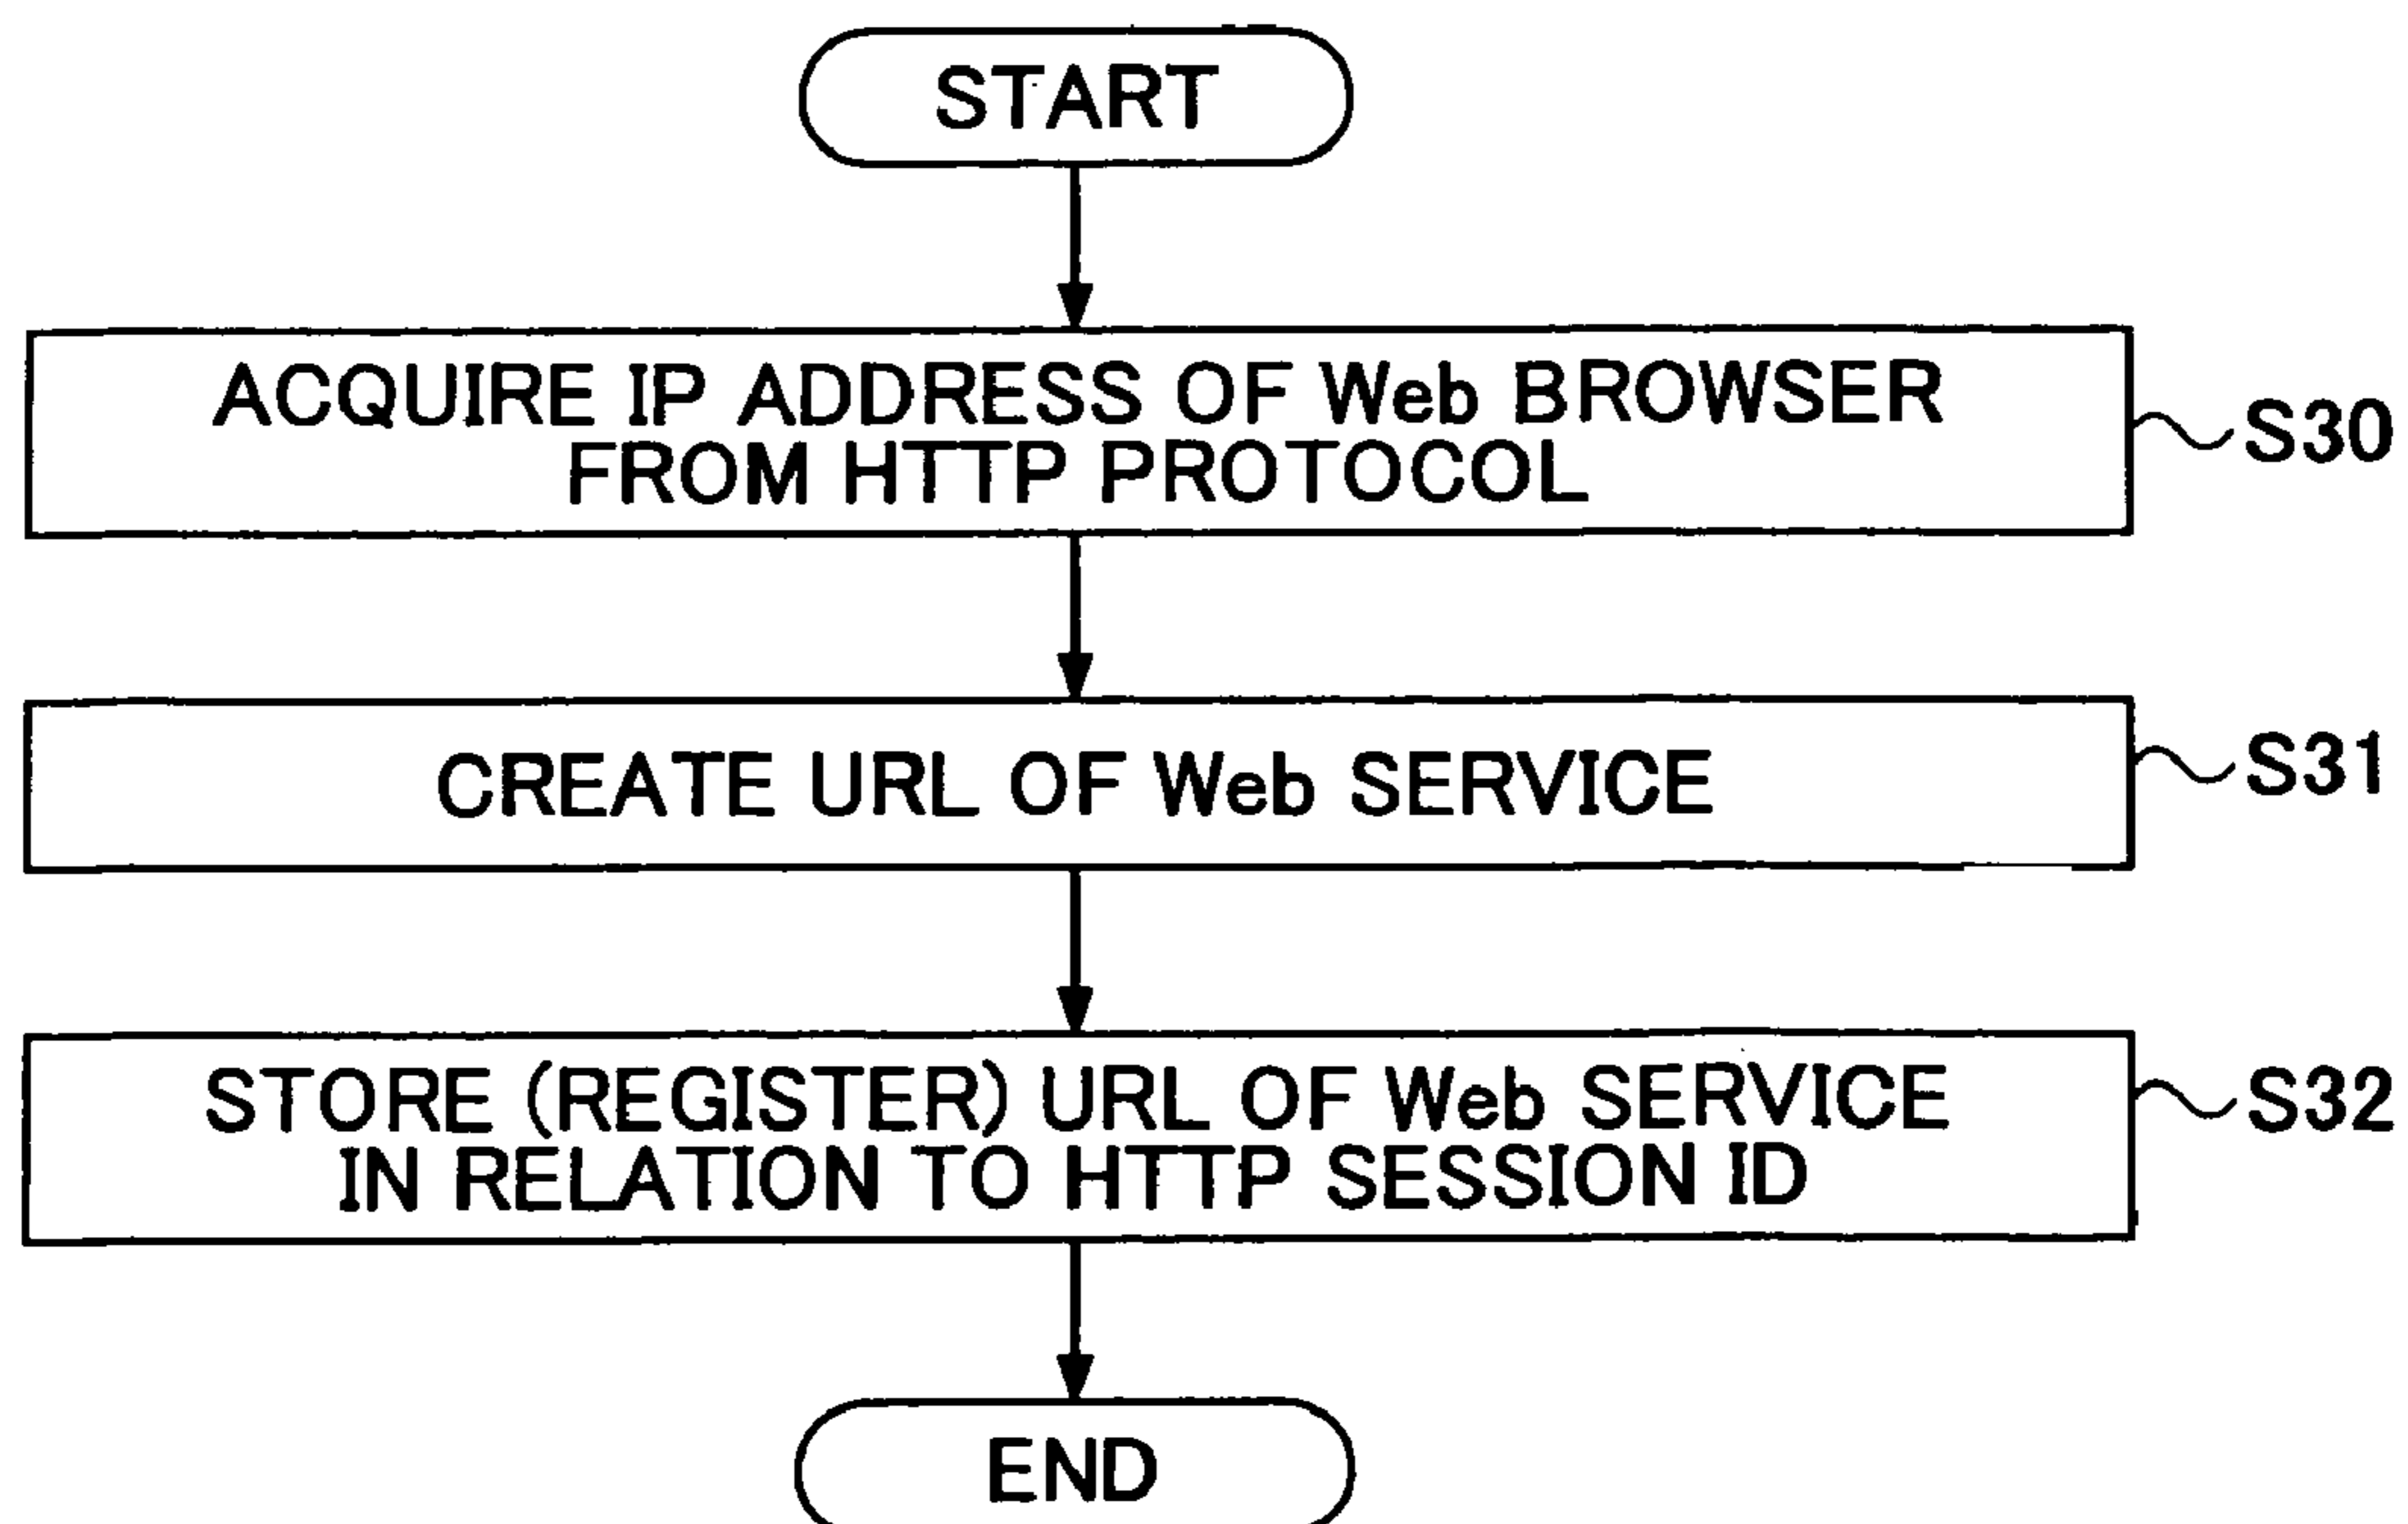 START
ACQUIRE IP ADDRESS OF Web BROWSER
FROM HTTP PROTOCOL
S30
CREATE URL OF Web SERVICE
S31
STORE (REGISTER) URL OF Web SERVICE
IN RELATION TO HTTP SESSION ID
S32
END